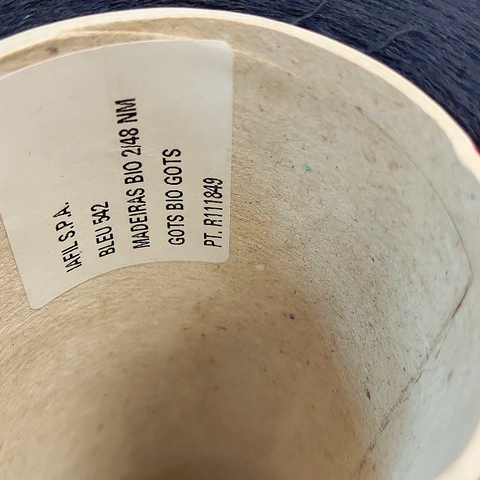 IAFIL S.P.A.
BLEU 542
MADEIRAS BIO 2/48 NM
GOTS BIO GOTS
PT. R111849